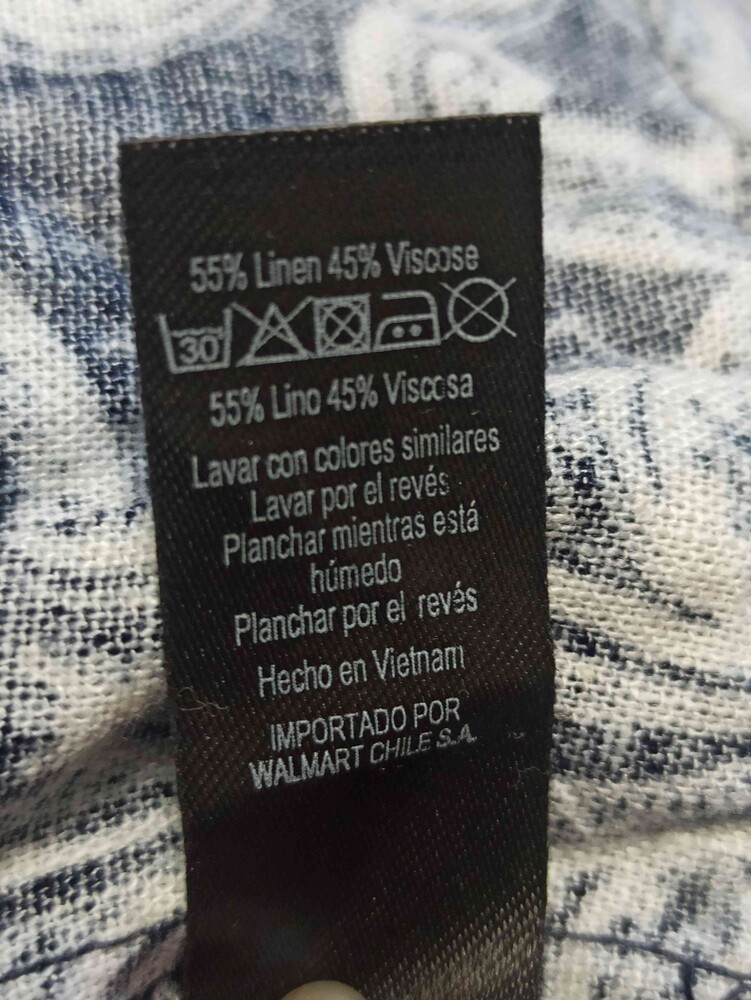 55% Linen 45% Viscose
30
55% Lino 45% Viscosa
Lavar con colores similares
Lavar por el revés
Planchar mientras está
húmedo
Planchar por el revés
Hecho en Vietnam
IMPORTADO POR
WALMART CHILE S.A.